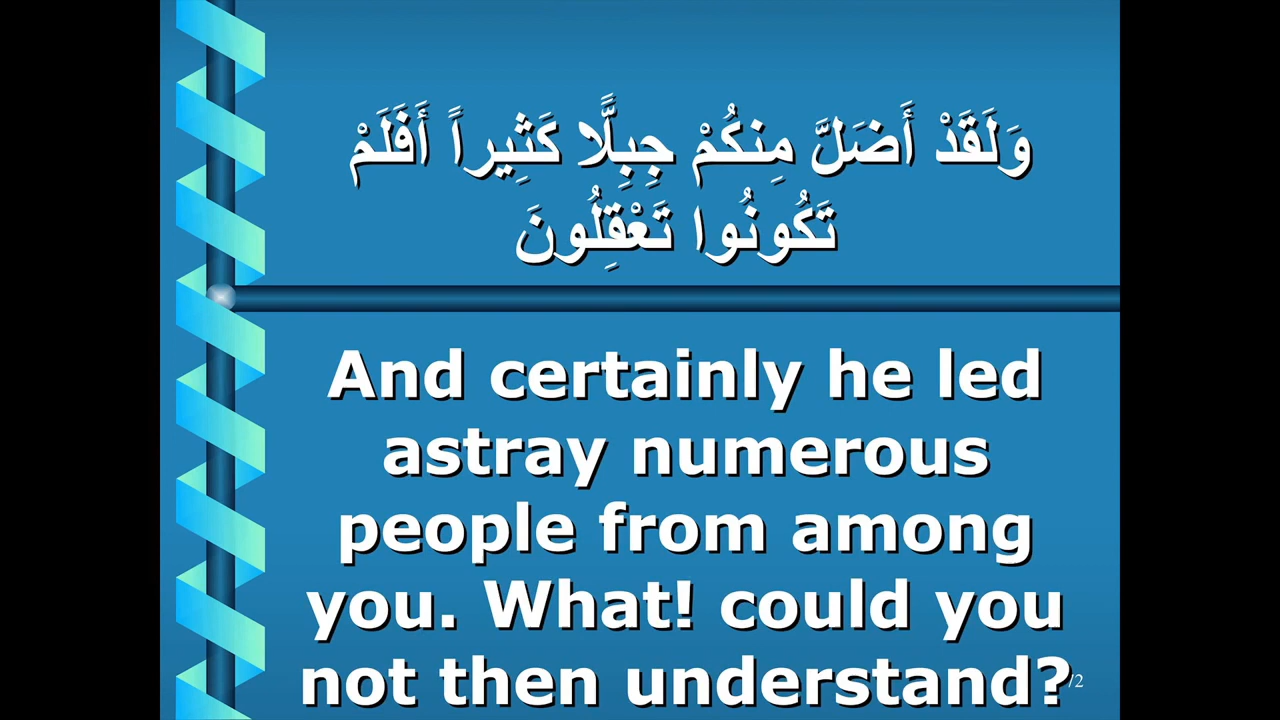 وَلَقَدْ أَضَلَّ مِنكُمْ جِبِلًّا كَثِيراً أَفَلَمْ
تَكُونُوا تَعْقِلُونَ
And certainly he led
astray numerous
people from among
you. What! could you
not then understand?